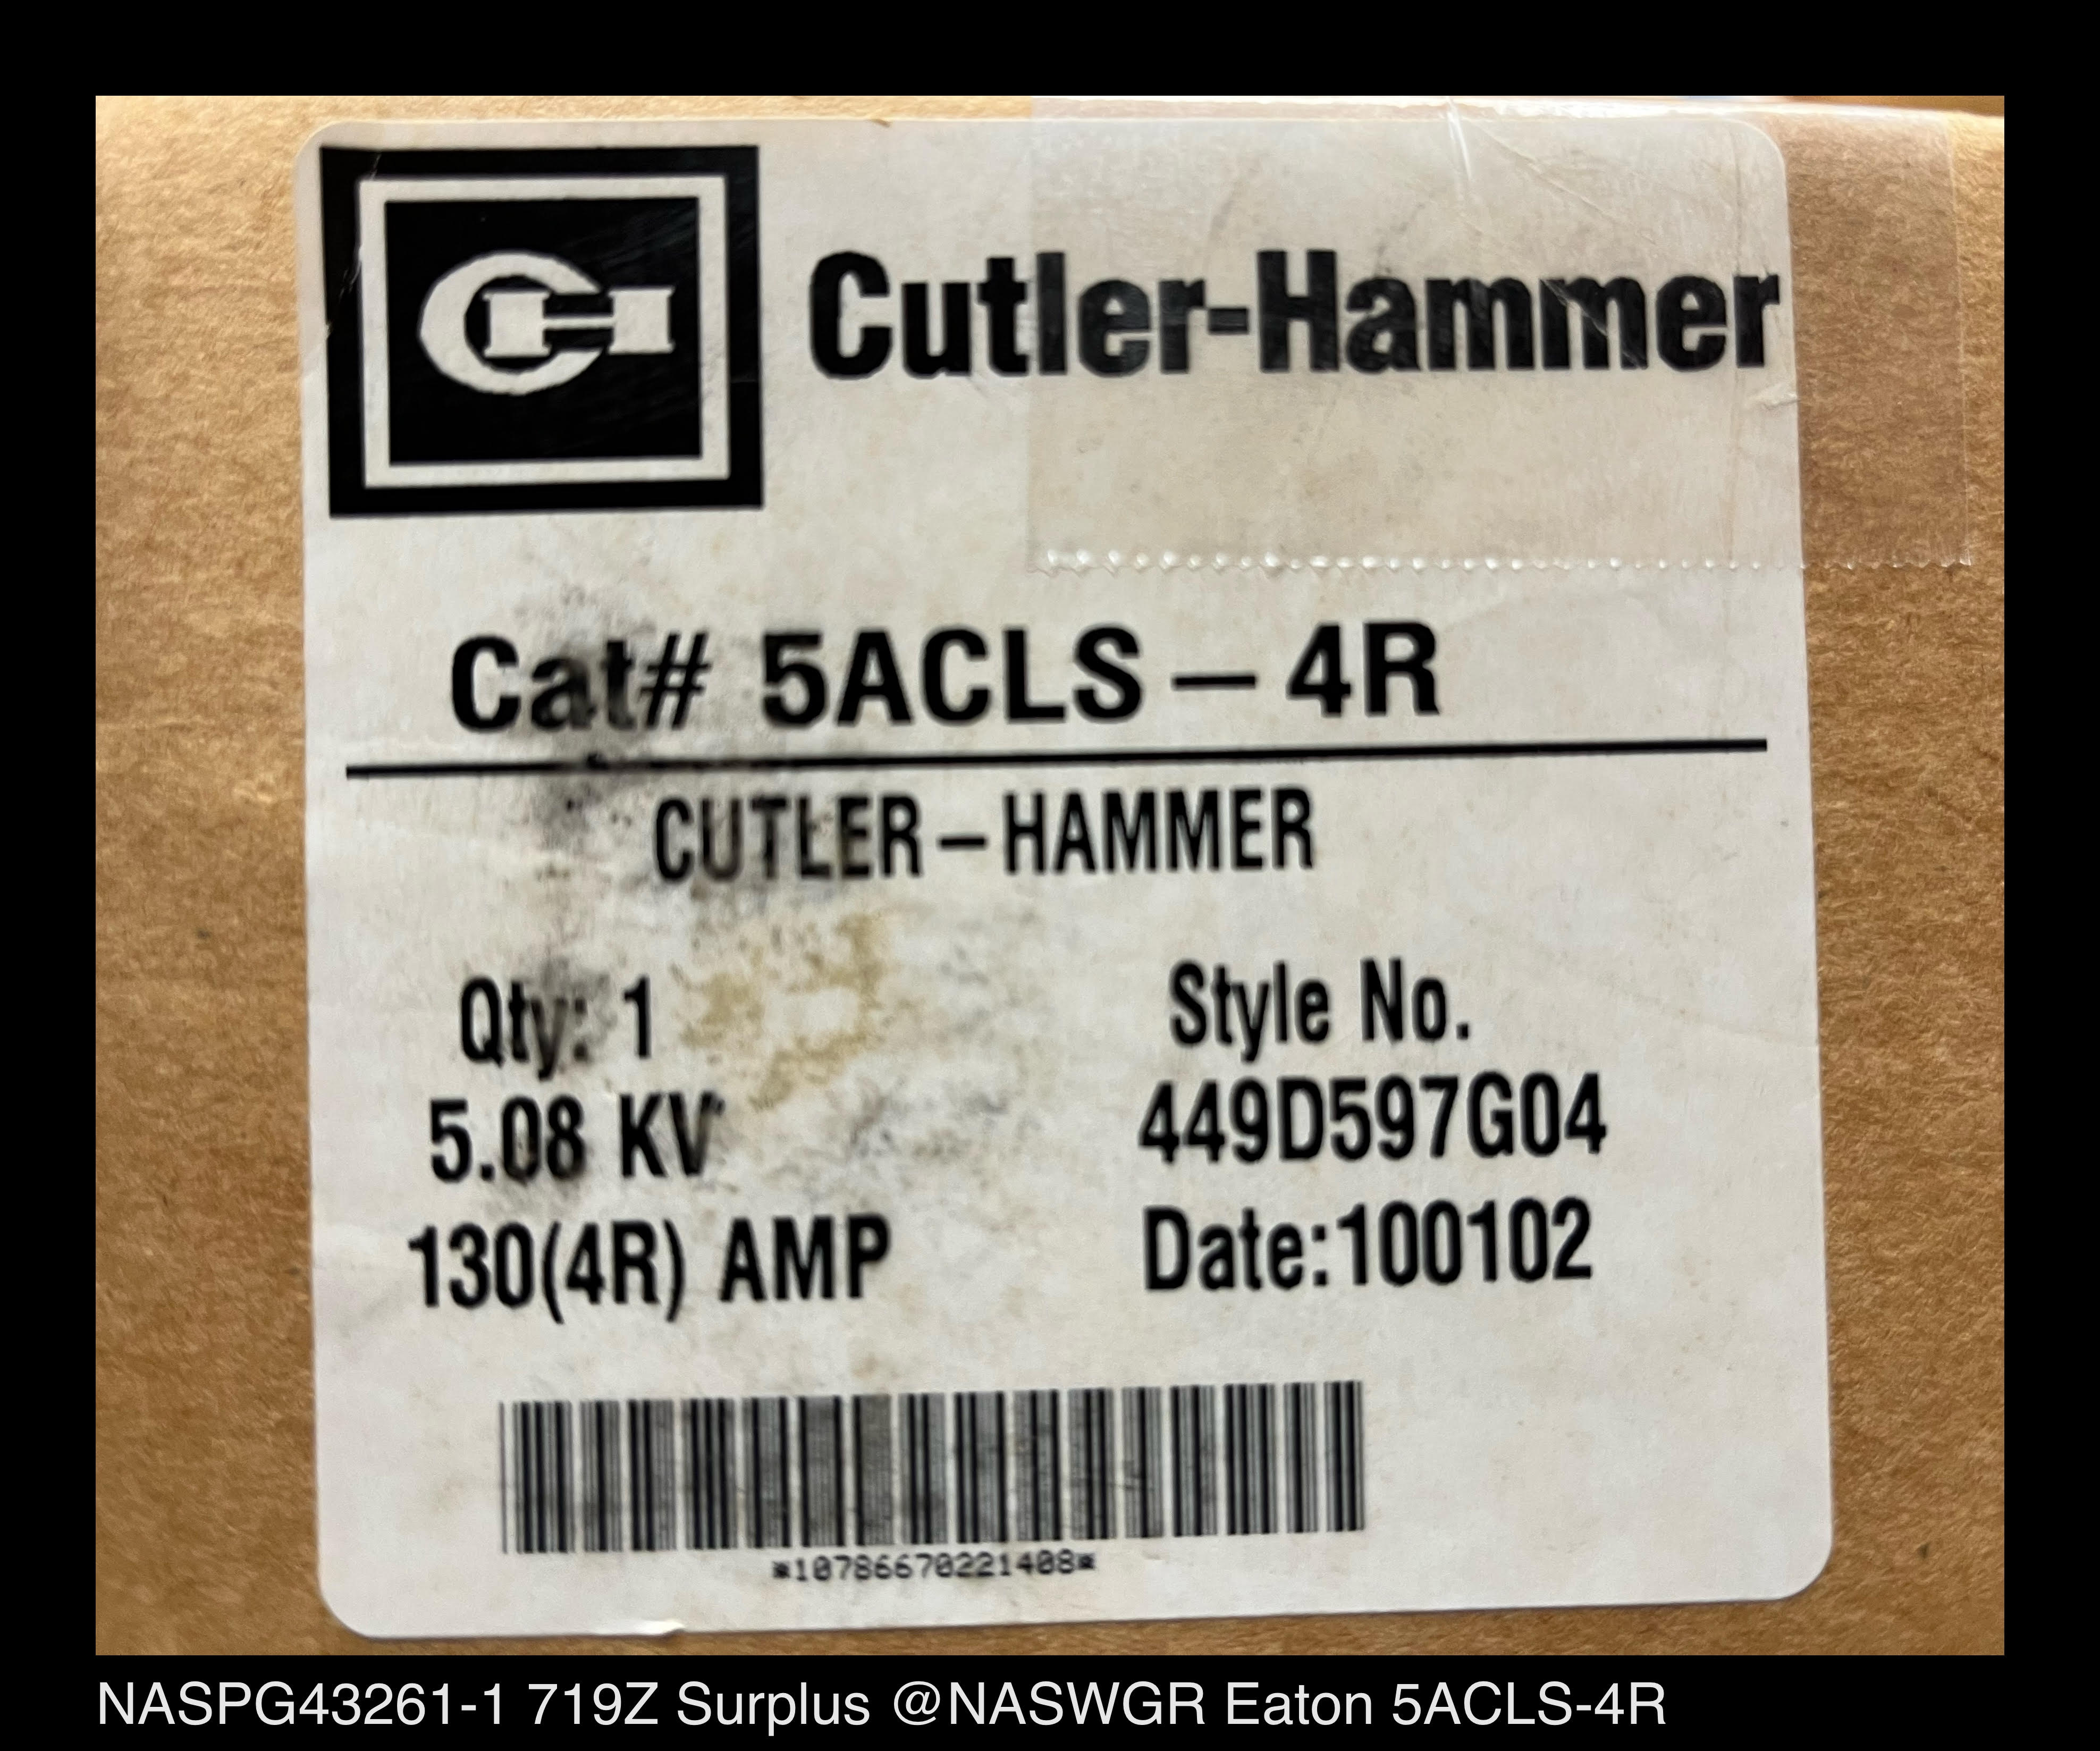 CH Cutler-Hammer
Cat# 5ACLS-4R
CUTLER-HAMMER
Qty: 1
Style No.
5.08 KV
449D597G04
130(4R) AMP
Date:100102
*10786670221408*
NASPG43261-1 719Z Surplus @NASWGR Eaton 5ACLS-4R